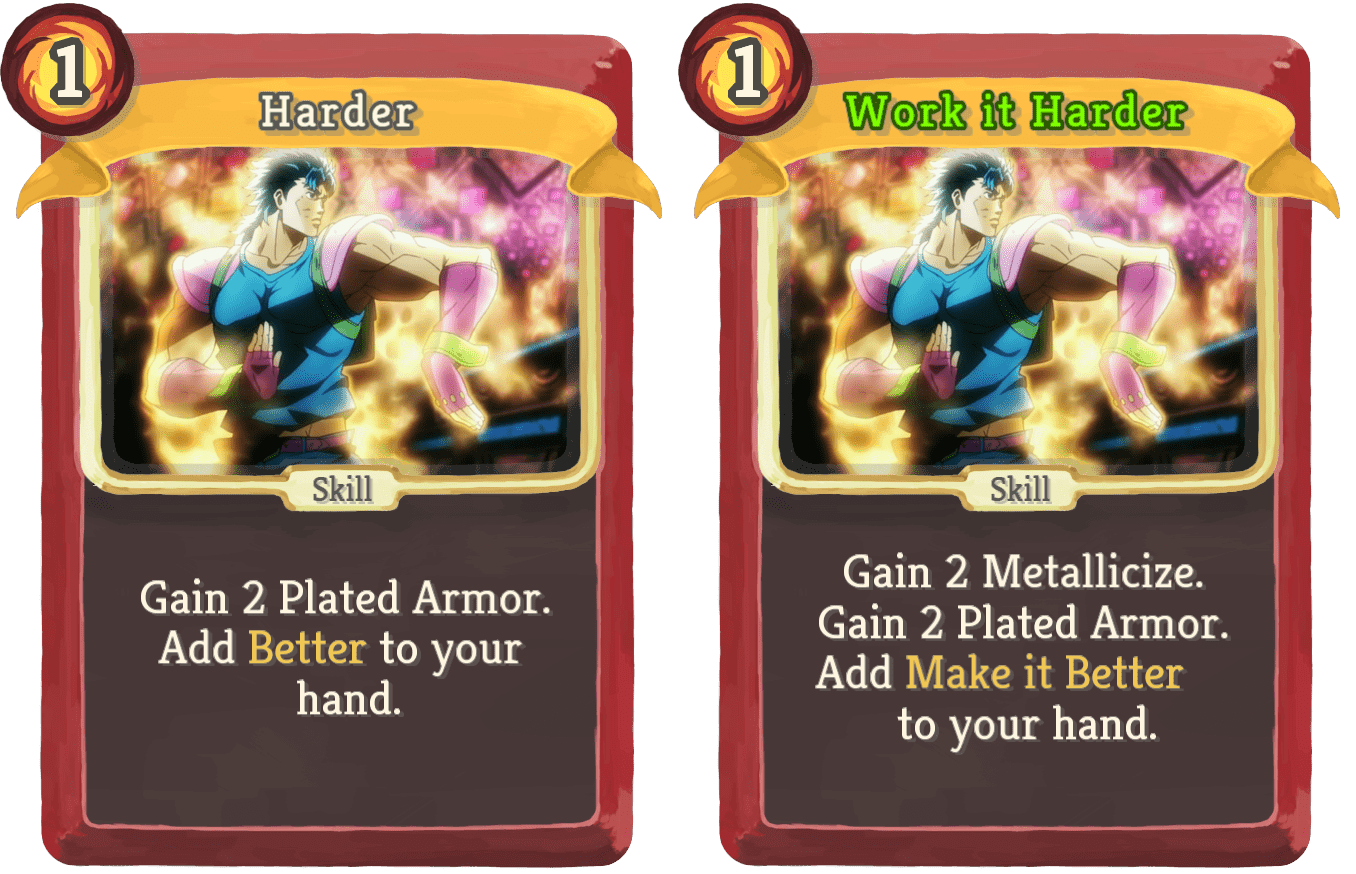 1
Harder
Skill
Gain 2 Plated Armor.
Add Better to your
hand.
1
Work it Harder
Skill
Gain 2 Metallicize.
Gain 2 Plated Armor.
Add Make it Better
to your hand.